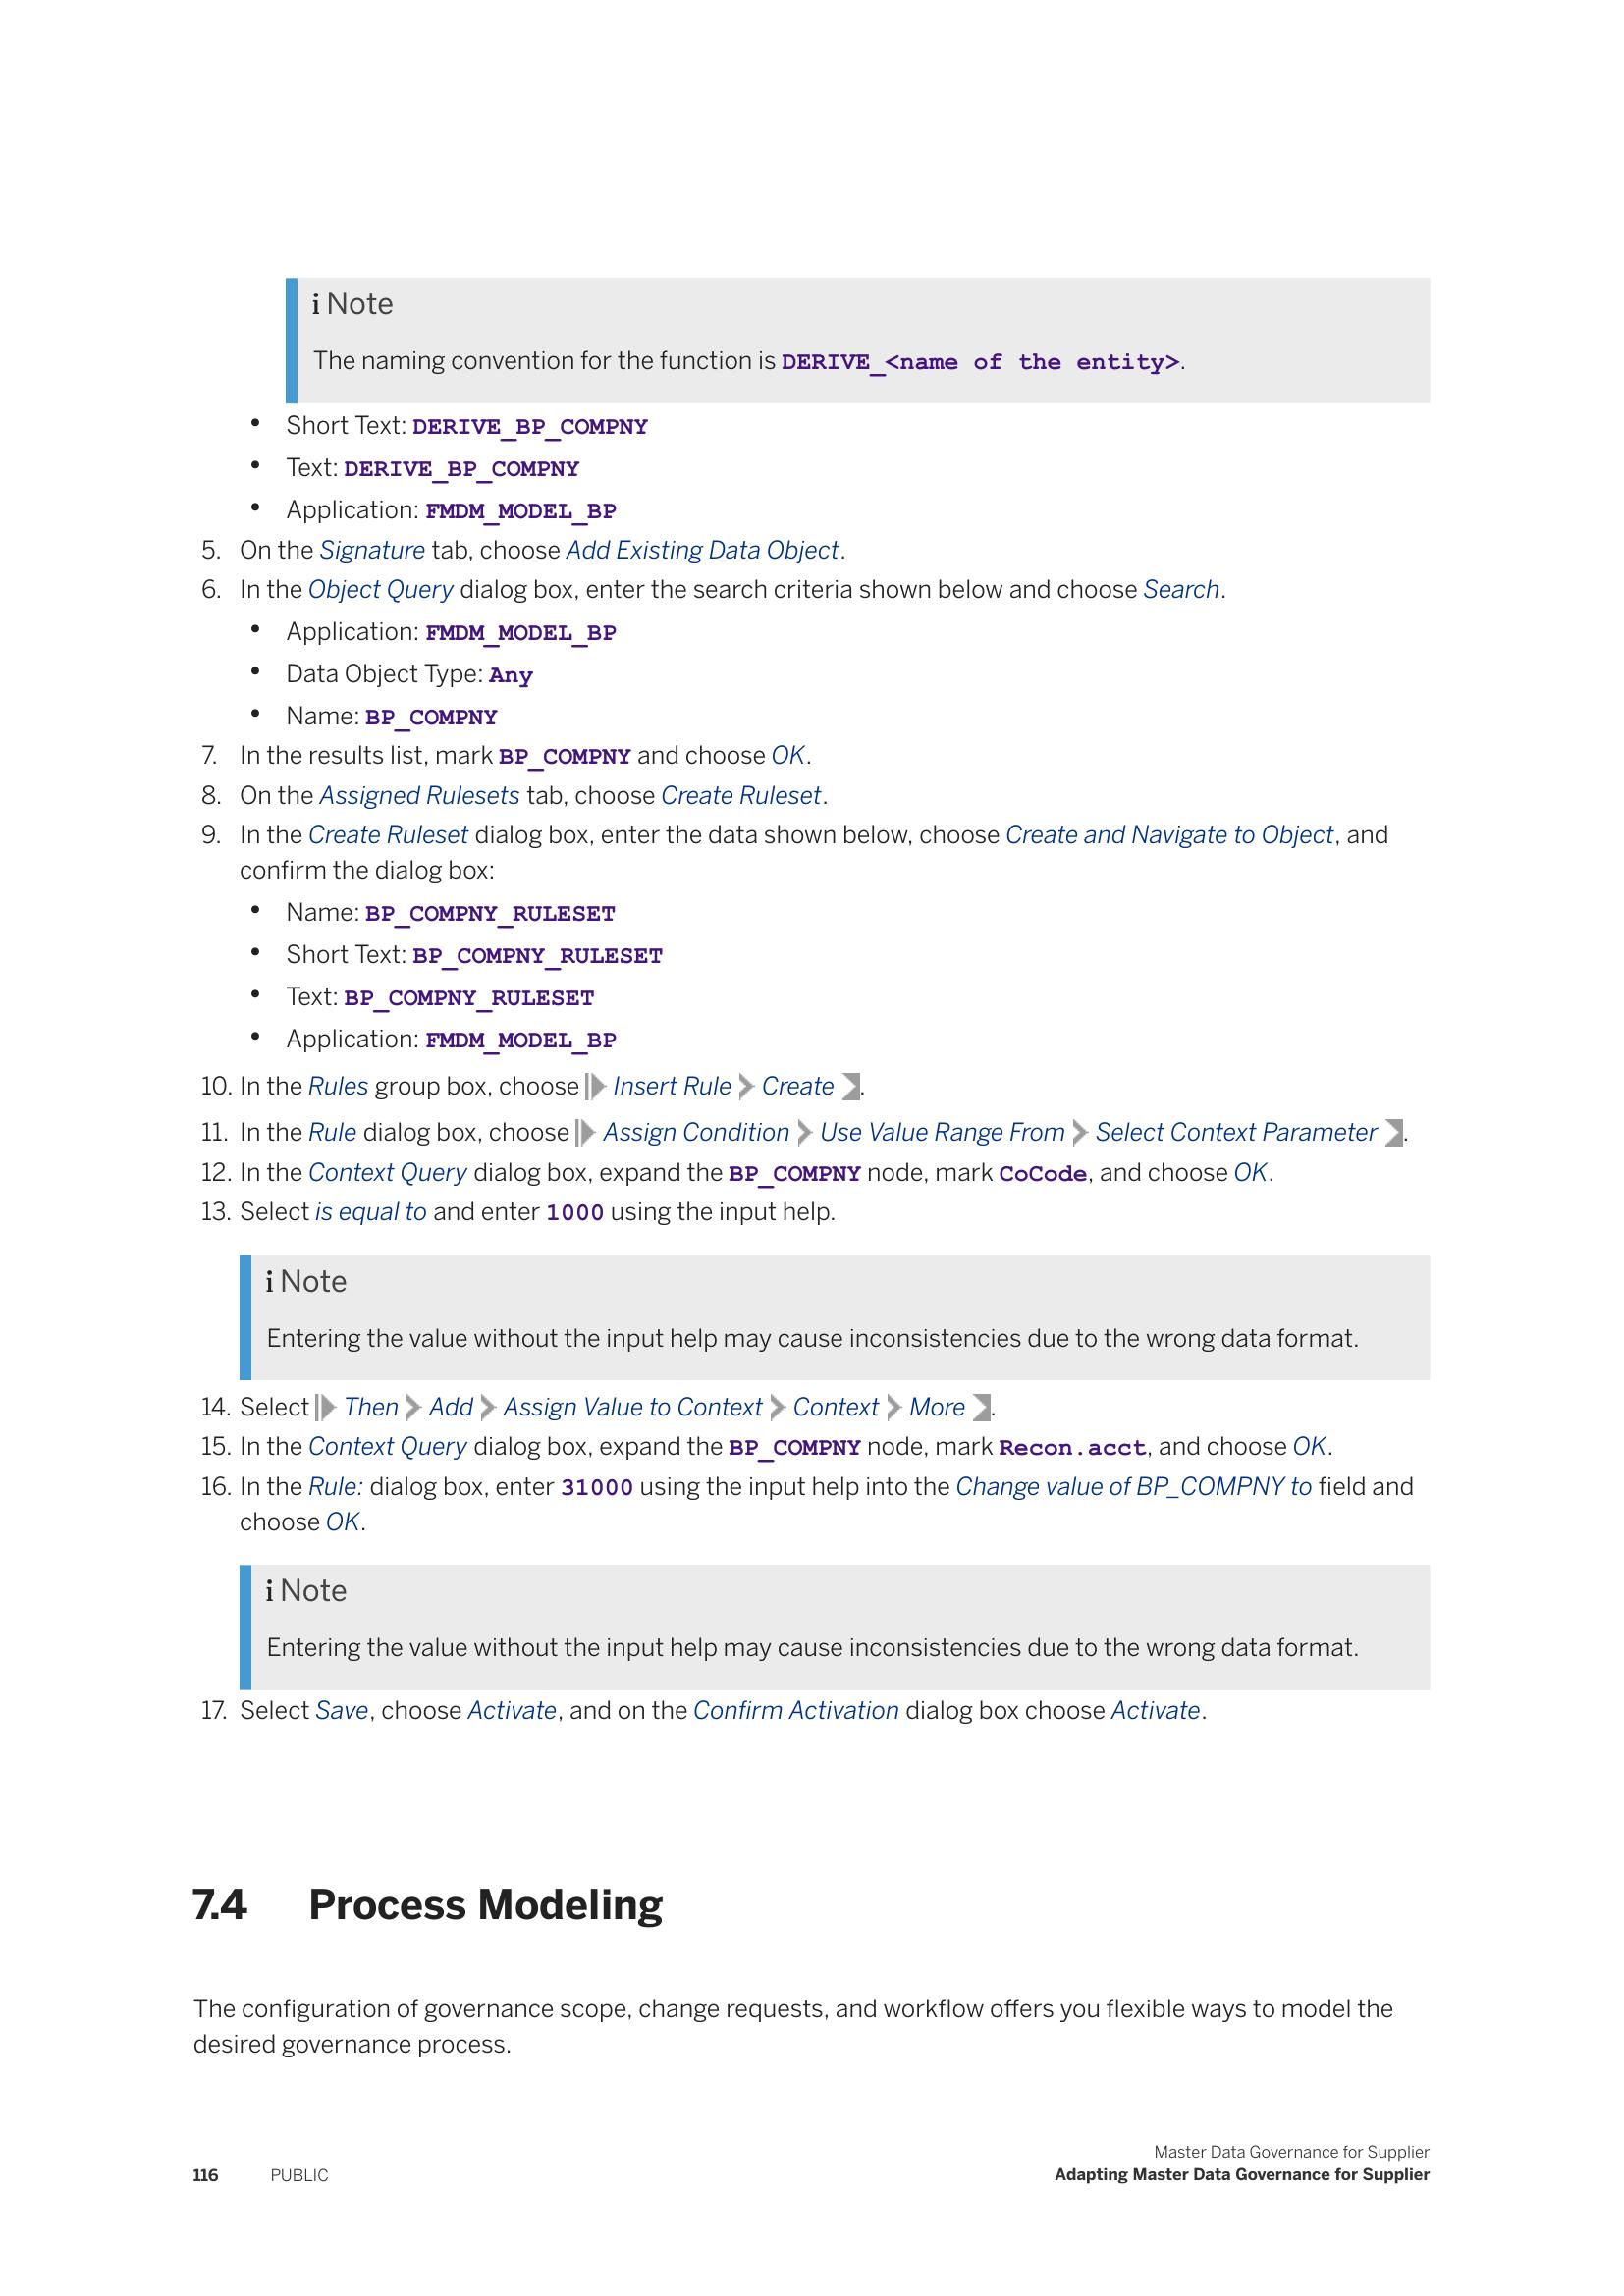 i Note
The naming convention for the function is DERIVE_<name of the entity>.
• Short Text: DERIVE_BP_COMPNY
• Text: DERIVE_BP_COMPNY
• Application: FMDM_MODEL_BP
5. On the Signature tab, choose Add Existing Data Object.
6. In the Object Query dialog box, enter the search criteria shown below and choose Search.
• Application: FMDM_MODEL_BP
• Data Object Type: Any
• Name: BP_COMPNY
7. In the results list, mark BP_COMPNY and choose OK.
8. On the Assigned Rulesets tab, choose Create Ruleset.
9. In the Create Ruleset dialog box, enter the data shown below, choose Create and Navigate to Object, and
confirm the dialog box:
• Name: BP_COMPNY_RULESET
• Short Text: BP_COMPNY_RULESET
• Text: BP_COMPNY_RULESET
• Application: FMDM_MODEL_BP
10. In the Rules group box, choose Insert Rule Create .
11. In the Rule dialog box, choose Assign Condition Use Value Range From Select Context Parameter .
12. In the Context Query dialog box, expand the BP_COMPNY node, mark CoCode, and choose OK.
13. Select is equal to and enter 1000 using the input help.
i Note
Entering the value without the input help may cause inconsistencies due to the wrong data format.
14. Select Then Add Assign Value to Context Context More .
15. In the Context Query dialog box, expand the BP_COMPNY node, mark Recon.acct, and choose OK.
16. In the Rule: dialog box, enter 31000 using the input help into the Change value of BP_COMPNY to field and
choose OK.
i Note
Entering the value without the input help may cause inconsistencies due to the wrong data format.
17. Select Save, choose Activate, and on the Confirm Activation dialog box choose Activate.
7.4 Process Modeling
The configuration of governance scope, change requests, and workflow offers you flexible ways to model the
desired governance process.
Master Data Governance for Supplier
116 PUBLIC Adapting Master Data Governance for Supplier